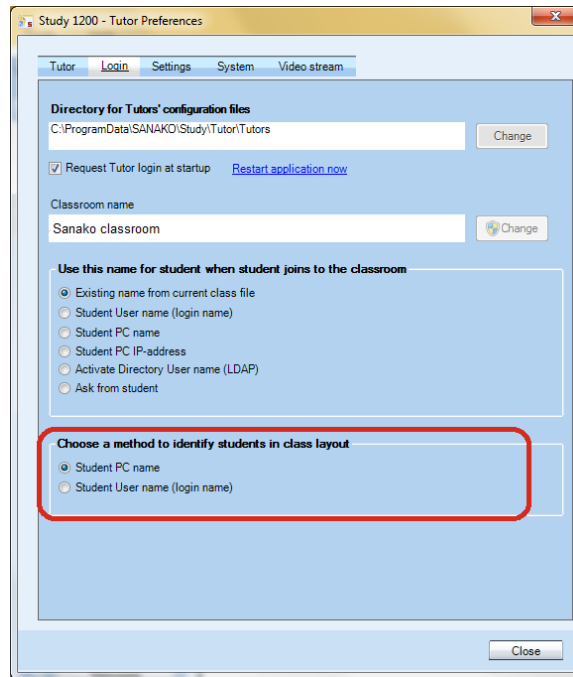 Study 1200 - Tutor Preferences
Tutor Login Settings System Video stream
Directory for Tutors' configuration files
C:\ProgramData\SANAKO\Study\Tutor\Tutors
Change
Request Tutor login at startup Restart application now
Classroom name
Sanako classroom
Change
Use this name for student when student joins to the classroom
Existing name from current class file
Student User name (login name)
Student PC name
Student PC IP-address
Activate Directory User name (LDAP)
Ask from student
Choose a method to identify students in class layout
Student PC name
Student User name (login name)
Close